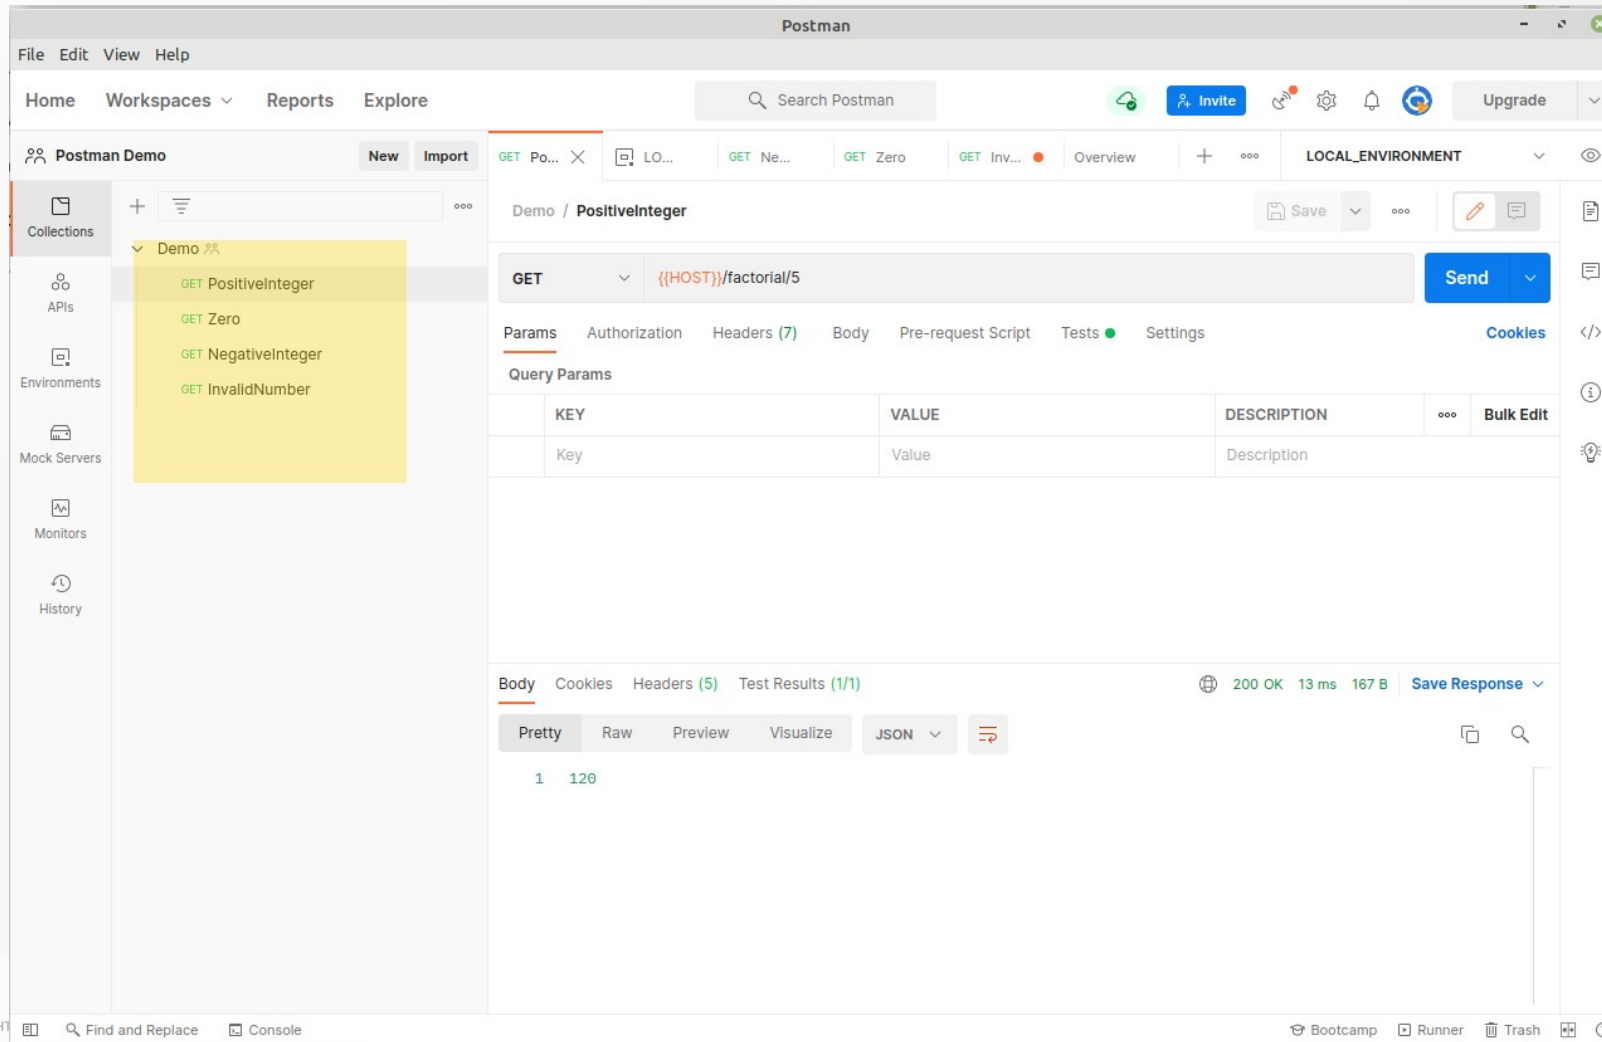 Postman
File Edit View Help
Home Workspaces Reports Explore Search Postman Invite Upgrade
Postman Demo New Import GET Po... LO... GET Ne... GET Zero GET Inv... Overview LOCAL_ENVIRONMENT
Collections
Demo
GET PositiveInteger
GET Zero
GET NegativeInteger
GET InvalidNumber
APIs
Environments
Mock Servers
Monitors
History
Demo / PositiveInteger Save
GET {{HOST}}/factorial/5 Send
Params Authorization Headers (7) Body Pre-request Script Tests Settings Cookies
Query Params
KEY VALUE DESCRIPTION Bulk Edit
Key Value Description
Body Cookies Headers (5) Test Results (1/1) 200 OK 13 ms 167 B Save Response
Pretty Raw Preview Visualize JSON
1 120
Find and Replace Console Bootcamp Runner Trash